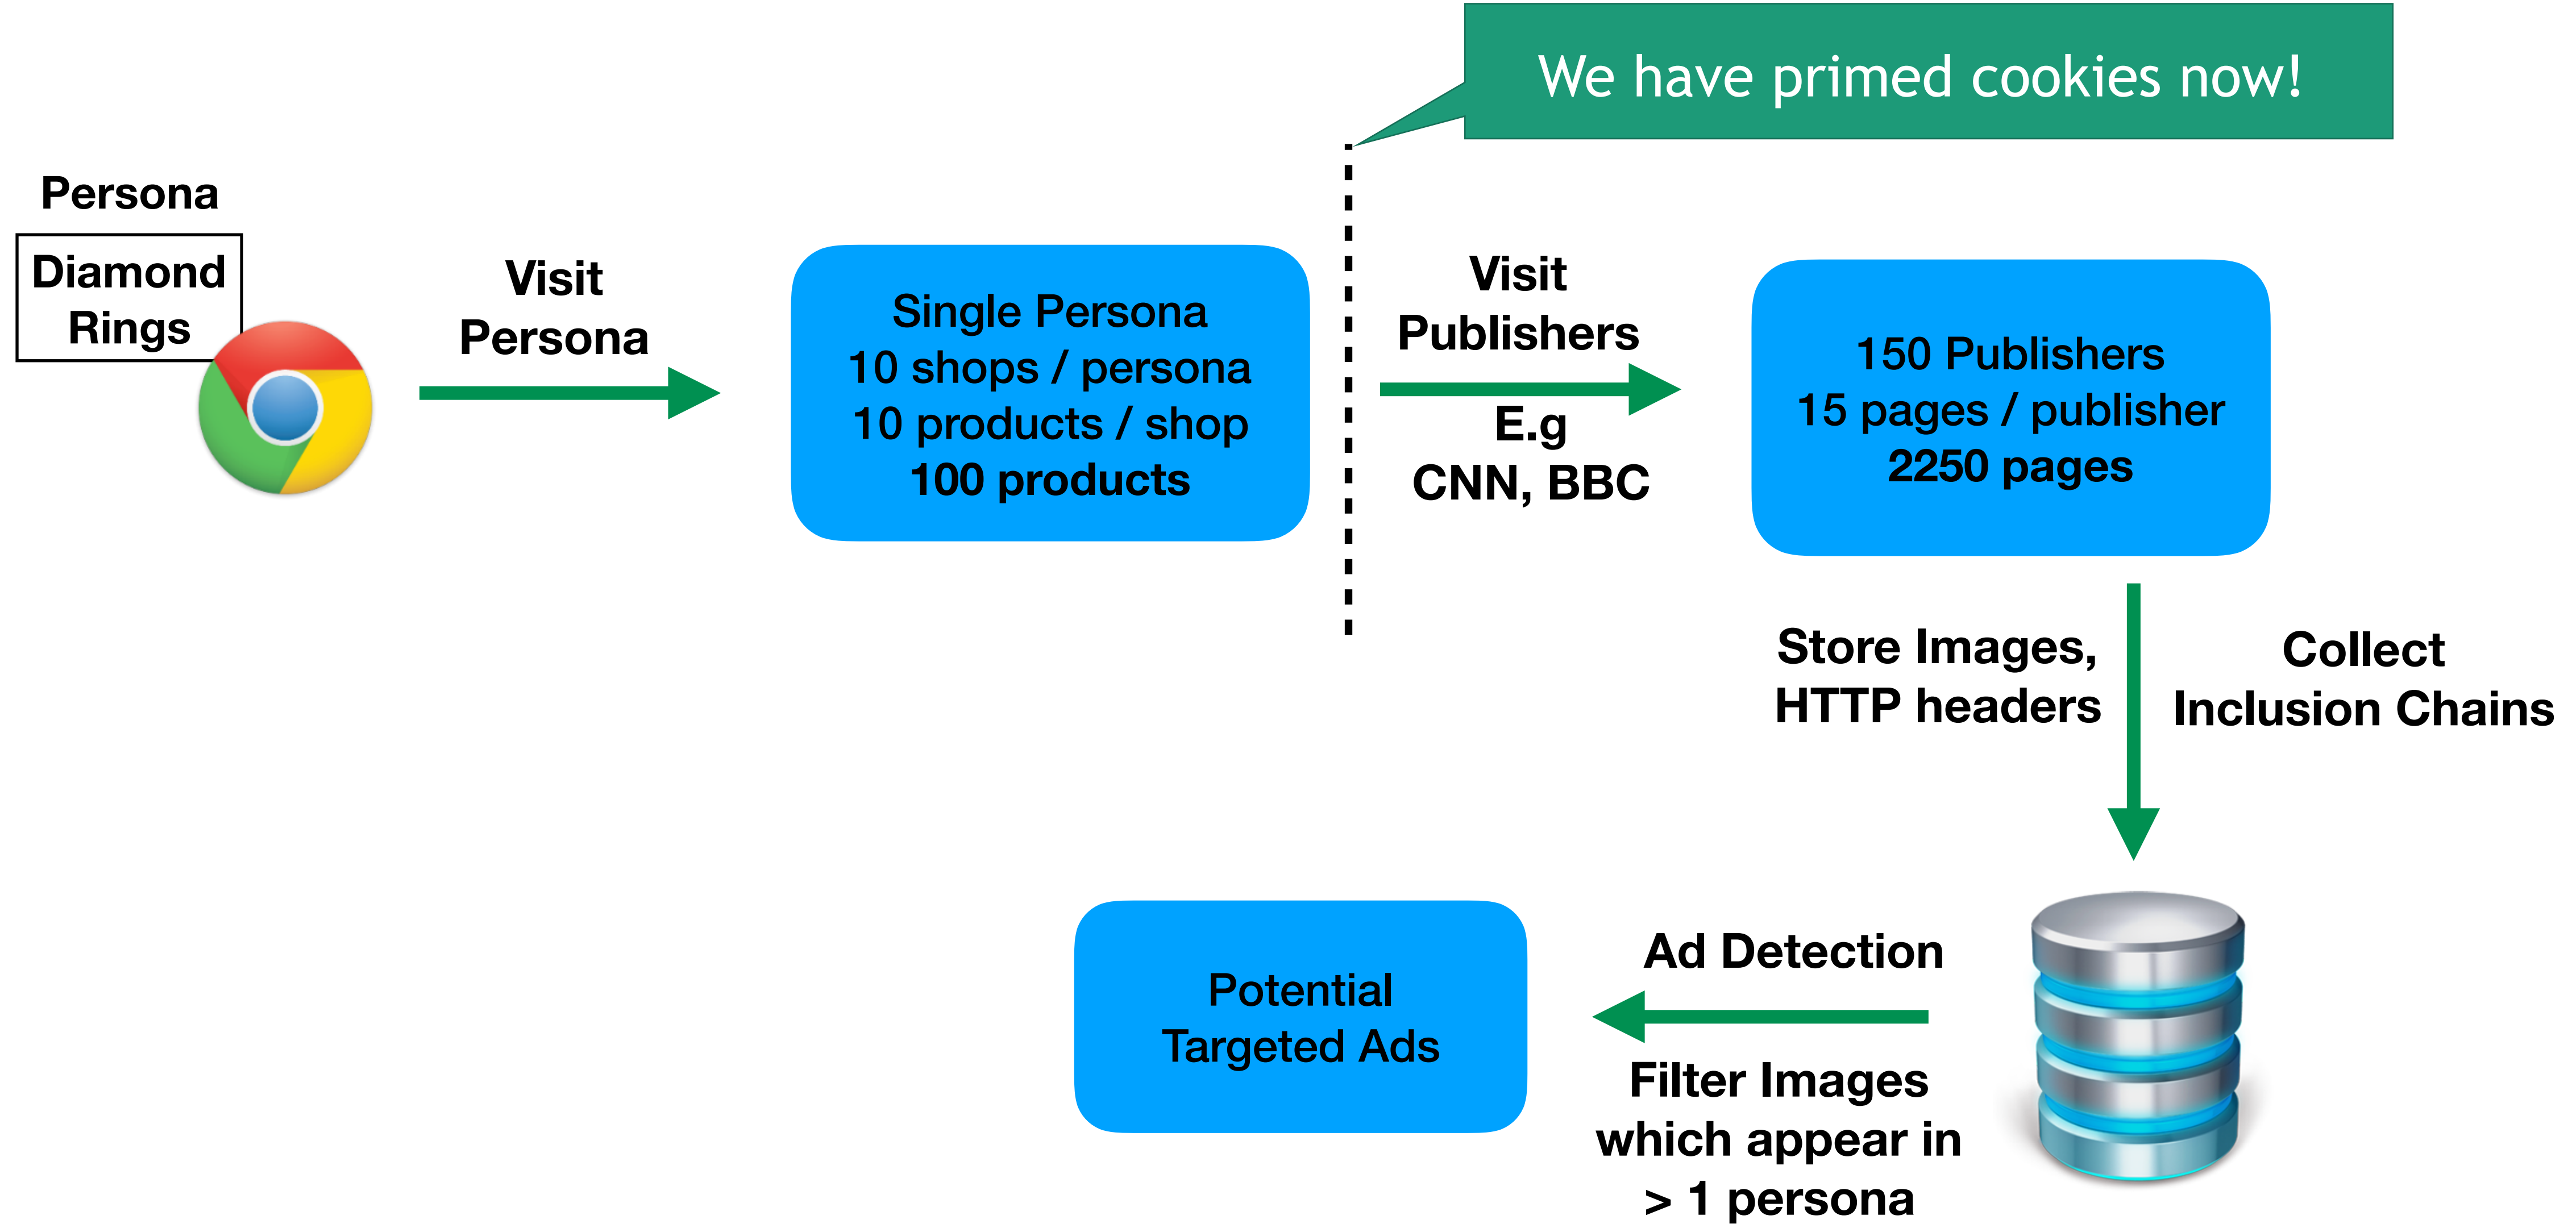 We have primed cookies now!
Persona
Diamond
Rings
Visit
Persona
Single Persona
10 shops / persona
10 products / shop
100 products
Visit
Publishers
E.g
CNN, BBC
150 Publishers
15 pages / publisher
2250 pages
Store Images,
HTTP headers
Collect
Inclusion Chains
Ad Detection
Filter Images
which appear in
> 1 persona
Potential
Targeted Ads